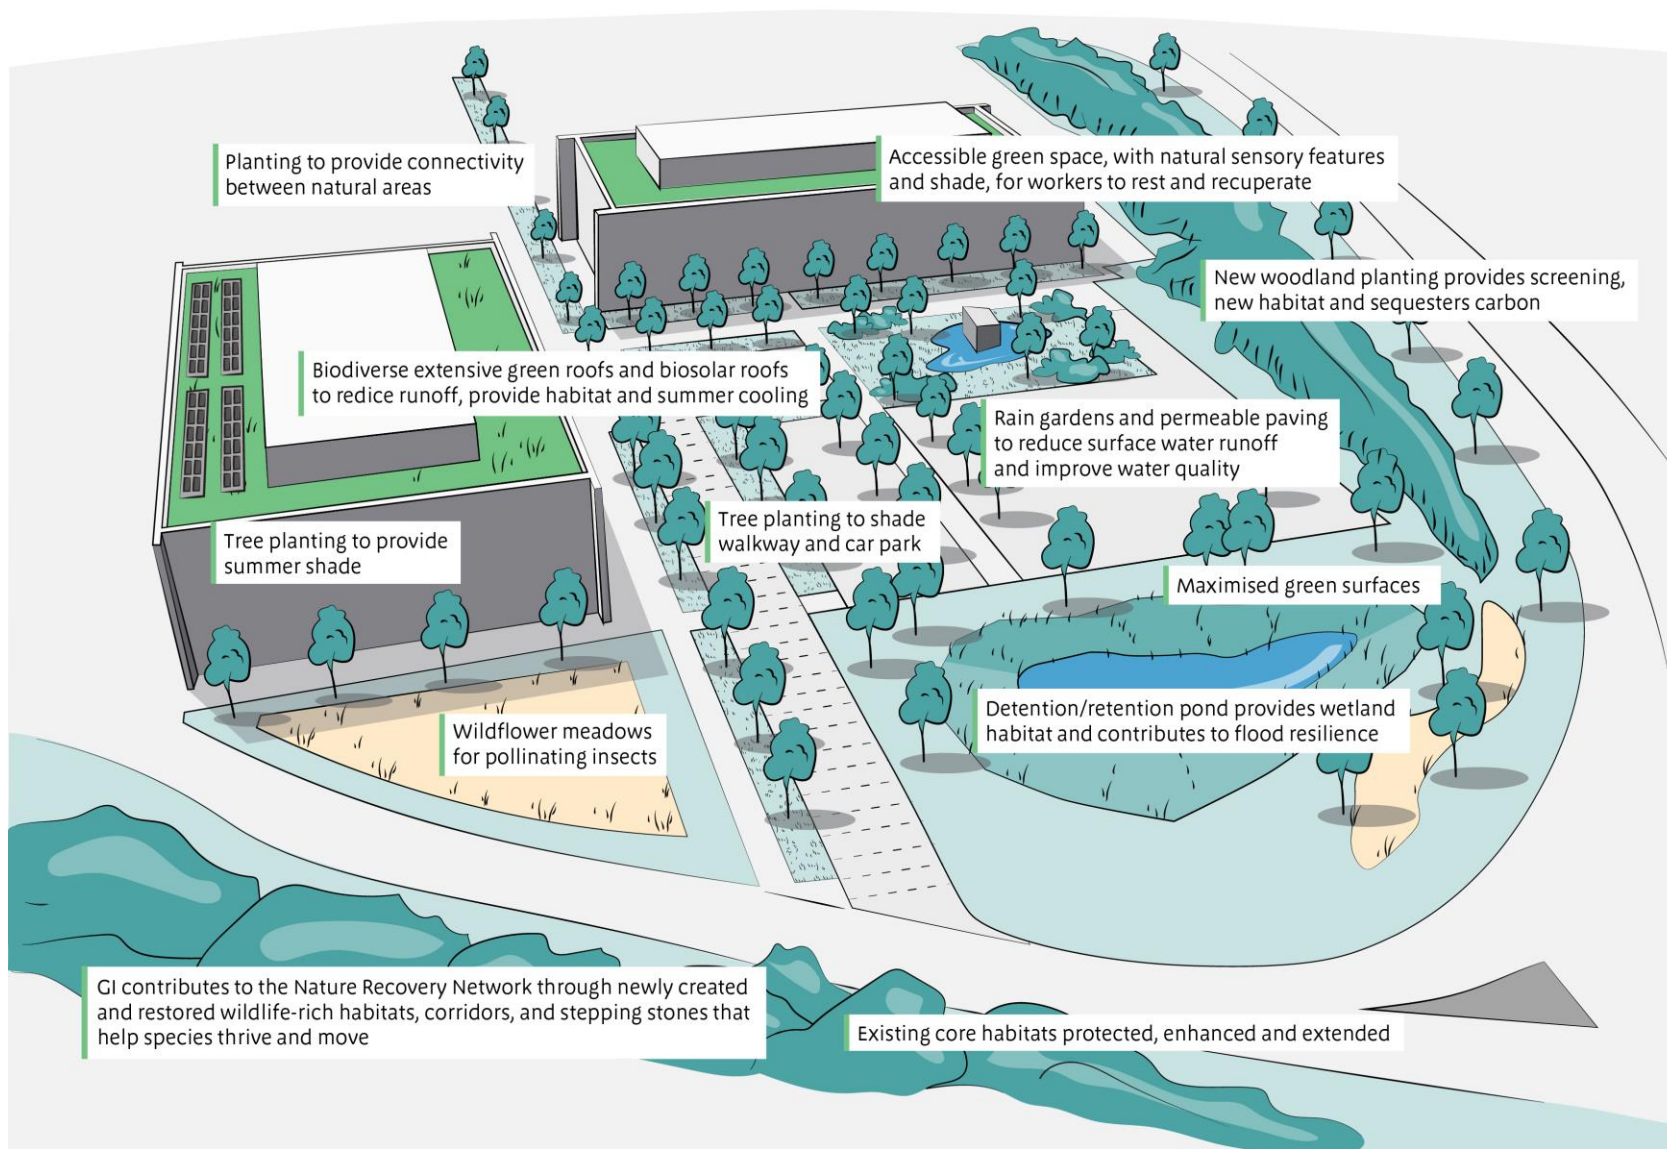 Planting to provide connectivity
between natural areas
Accessible green space, with natural sensory features
and shade, for workers to rest and recuperate
New woodland planting provides screening,
new habitat and sequesters carbon
Biodiverse extensive green roofs and biosolar roofs
to redice runoff, provide habitat and summer cooling
Rain gardens and permeable paving
to reduce surface water runoff
and improve water quality
Tree planting to provide
summer shade
Tree planting to shade
walkway and car park
Maximised green surfaces
Wildflower meadows
for pollinating insects
Detention/retention pond provides wetland
habitat and contributes to flood resilience
GI contributes to the Nature Recovery Network through newly created
and restored wildlife-rich habitats, corridors, and stepping stones that
help species thrive and move
Existing core habitats protected, enhanced and extended